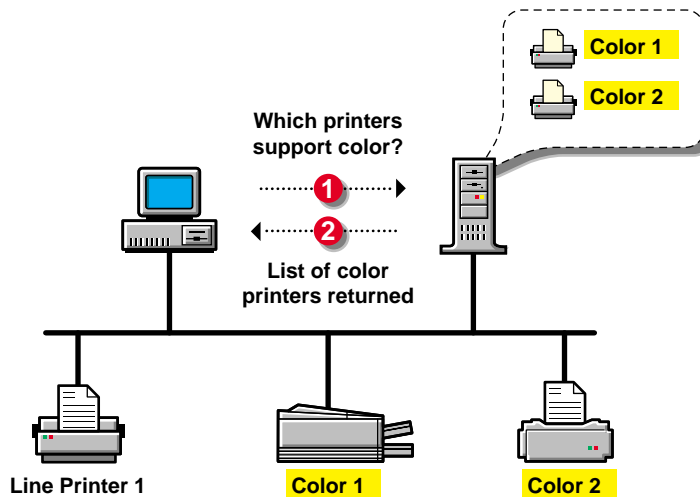 Color 1
Color 2
Which printers
support color?
1
2
List of color
printers returned
Line Printer 1
Color 1
Color 2